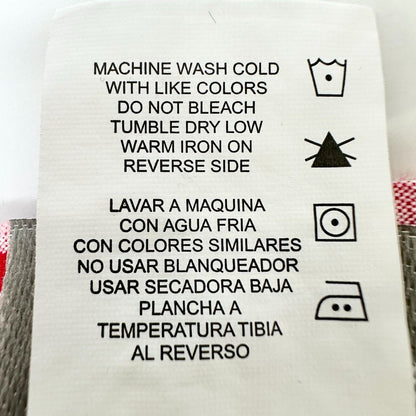 MACHINE WASH COLD
WITH LIKE COLORS
DO NOT BLEACH
TUMBLE DRY LOW
WARM IRON ON
REVERSE SIDE
LAVAR A MAQUINA
CON AGUA FRIA
CON COLORES SIMILARES
NO USAR BLANQUEADOR
USAR SECADORA BAJA
PLANCHA A
TEMPERATURA TIBIA
AL REVERSO